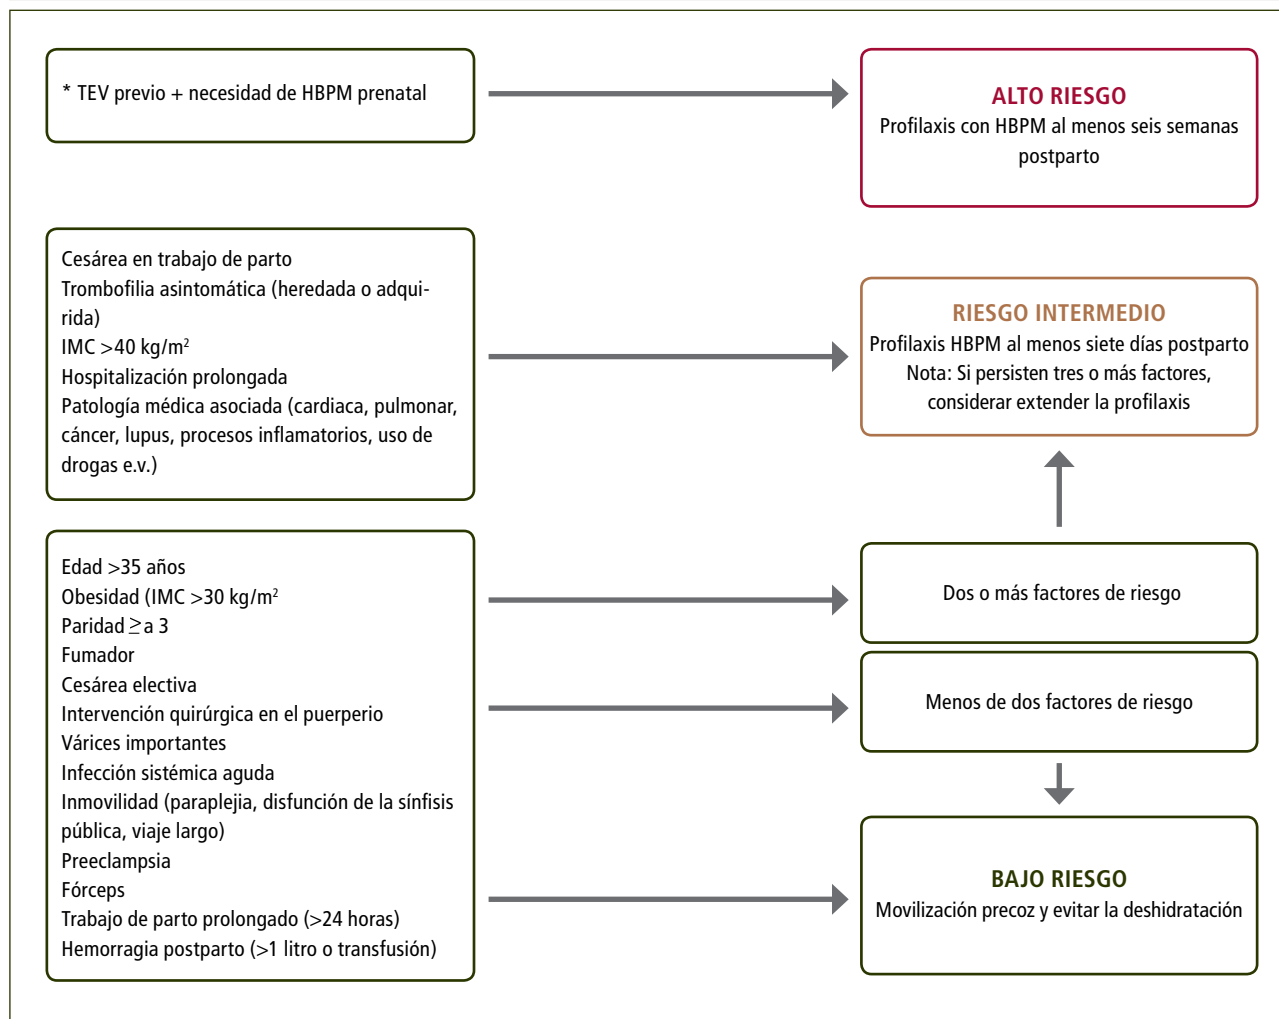 * TEV previo + necesidad de HBPM prenatal
ALTO RIESGO
Profilaxis con HBPM al menos seis semanas
postparto
Cesárea en trabajo de parto
Trombofilia asintomática (heredada o adqui-
rida)
IMC >40 kg/m²
Hospitalización prolongada
Patología médica asociada (cardiaca, pulmonar,
cáncer, lupus, procesos inflamatorios, uso de
drogas e.v.)
RIESGO INTERMEDIO
Profilaxis HBPM al menos siete días postparto
Nota: Si persisten tres o más factores,
considerar extender la profilaxis
Edad >35 años
Obesidad (IMC >30 kg/m²
Paridad ≥ a 3
Fumador
Cesárea electiva
Intervención quirúrgica en el puerperio
Várices importantes
Infección sistémica aguda
Inmovilidad (paraplejia, disfunción de la sínfisis
pública, viaje largo)
Preeclampsia
Fórceps
Trabajo de parto prolongado (>24 horas)
Hemorragia postparto (>1 litro o transfusión)
Dos o más factores de riesgo
Menos de dos factores de riesgo
BAJO RIESGO
Movilización precoz y evitar la deshidratación